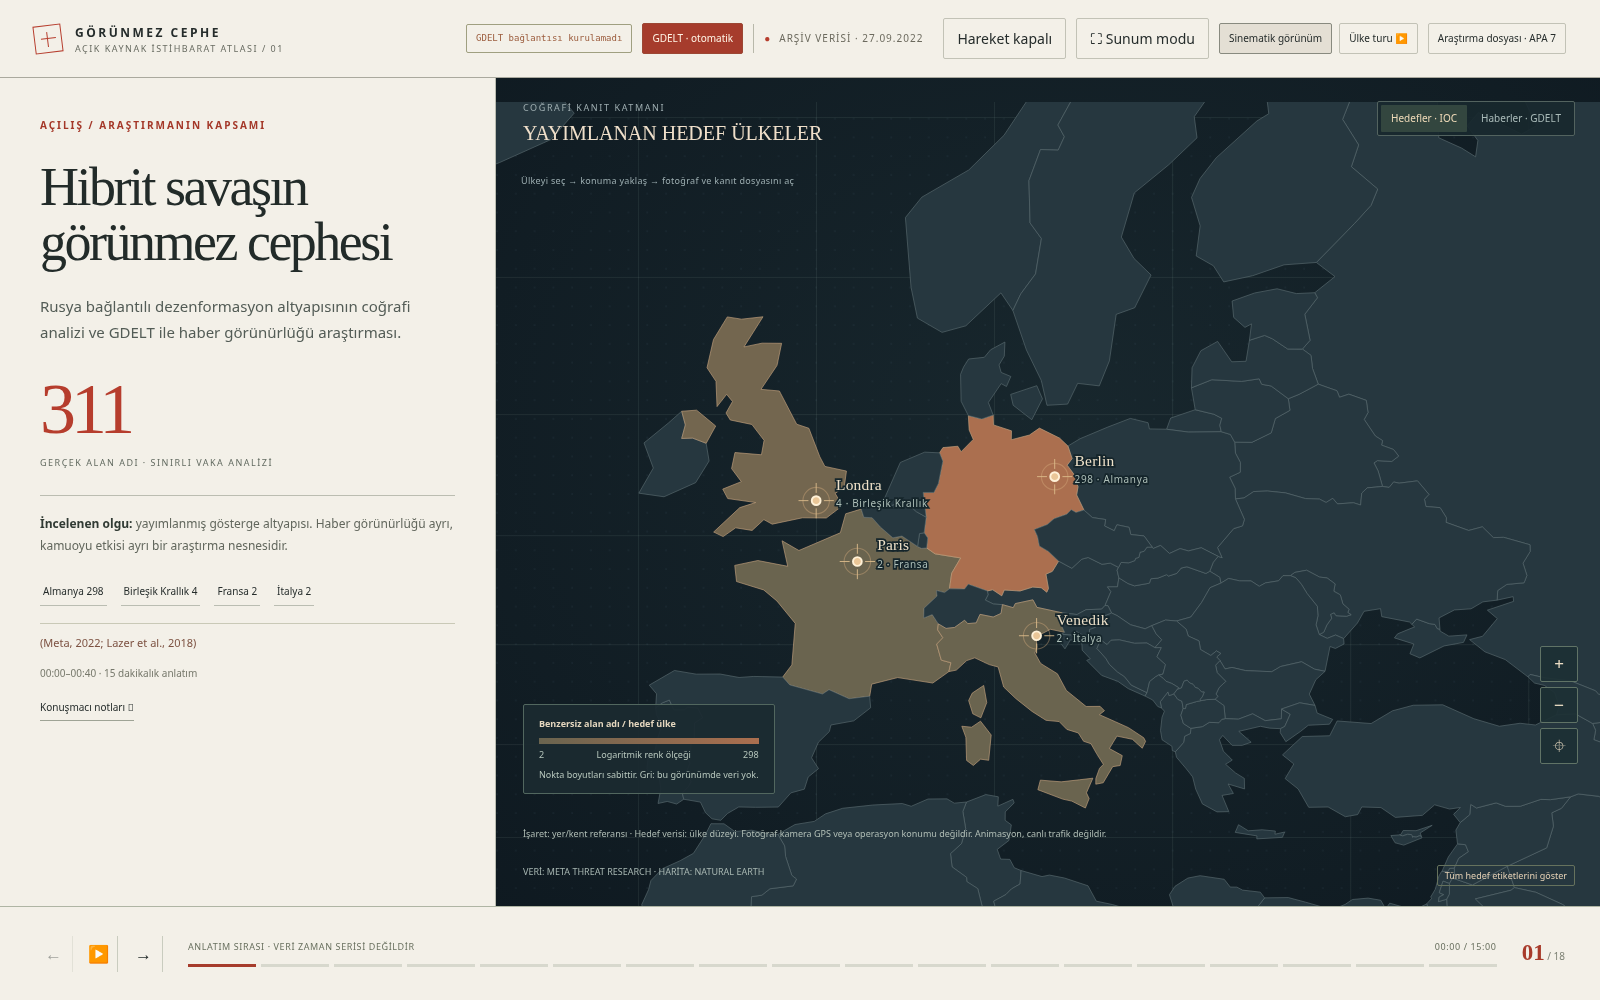 GÖRÜNMEZ CEPHE
AÇIK KAYNAK İSTİHBARAT ATLASI / 01
GDELT bağlantısı kurulamadı
GDELT · otomatik
● ARŞİV VERİSİ · 27.09.2022
Hareket kapalı
⛶ Sunum modu
Sinematik görünüm
Ülke turu ▶
Araştırma dosyası · APA 7
AÇILIŞ / ARAŞTIRMANIN KAPSAMI
Hibrit savaşın
görünmez cephesi
Rusya bağlantılı dezenformasyon altyapısının coğrafi
analizi ve GDELT ile haber görünürlüğü araştırması.
311
GERÇEK ALAN ADI · SINIRLI VAKA ANALİZİ
İncelenen olgu: yayımlanmış gösterge altyapısı. Haber görünürlüğü ayrı,
kamuoyu etkisi ayrı bir araştırma nesnesidir.
Almanya 298
Birleşik Krallık 4
Fransa 2
İtalya 2
(Meta, 2022; Lazer et al., 2018)
00:00–00:40 · 15 dakikalık anlatım
Konuşmacı notları
COĞRAFİ KANIT KATMANI
YAYIMLANAN HEDEF ÜLKELER
Ülkeyi seç → konuma yaklaş → fotoğraf ve kanıt dosyasını aç
Hedefler · IOC
Haberler · GDELT
Berlin
298 · Almanya
Londra
4 · Birleşik Krallık
Paris
2 · Fransa
Venedik
2 · İtalya
+
−
Benzersiz alan adı / hedef ülke
2 Logaritmik renk ölçeği 298
Nokta boyutları sabittir. Gri: bu görünümde veri yok.
İşaret: yer/kent referansı · Hedef verisi: ülke düzeyi. Fotoğraf kamera GPS veya operasyon konumu değildir. Animasyon, canlı trafik değildir.
VERİ: META THREAT RESEARCH · HARİTA: NATURAL EARTH
Tüm hedef etiketlerini göster
← ▶ →
ANLATIM SIRASI · VERİ ZAMAN SERİSİ DEĞİLDİR
00:00 / 15:00
01 / 18